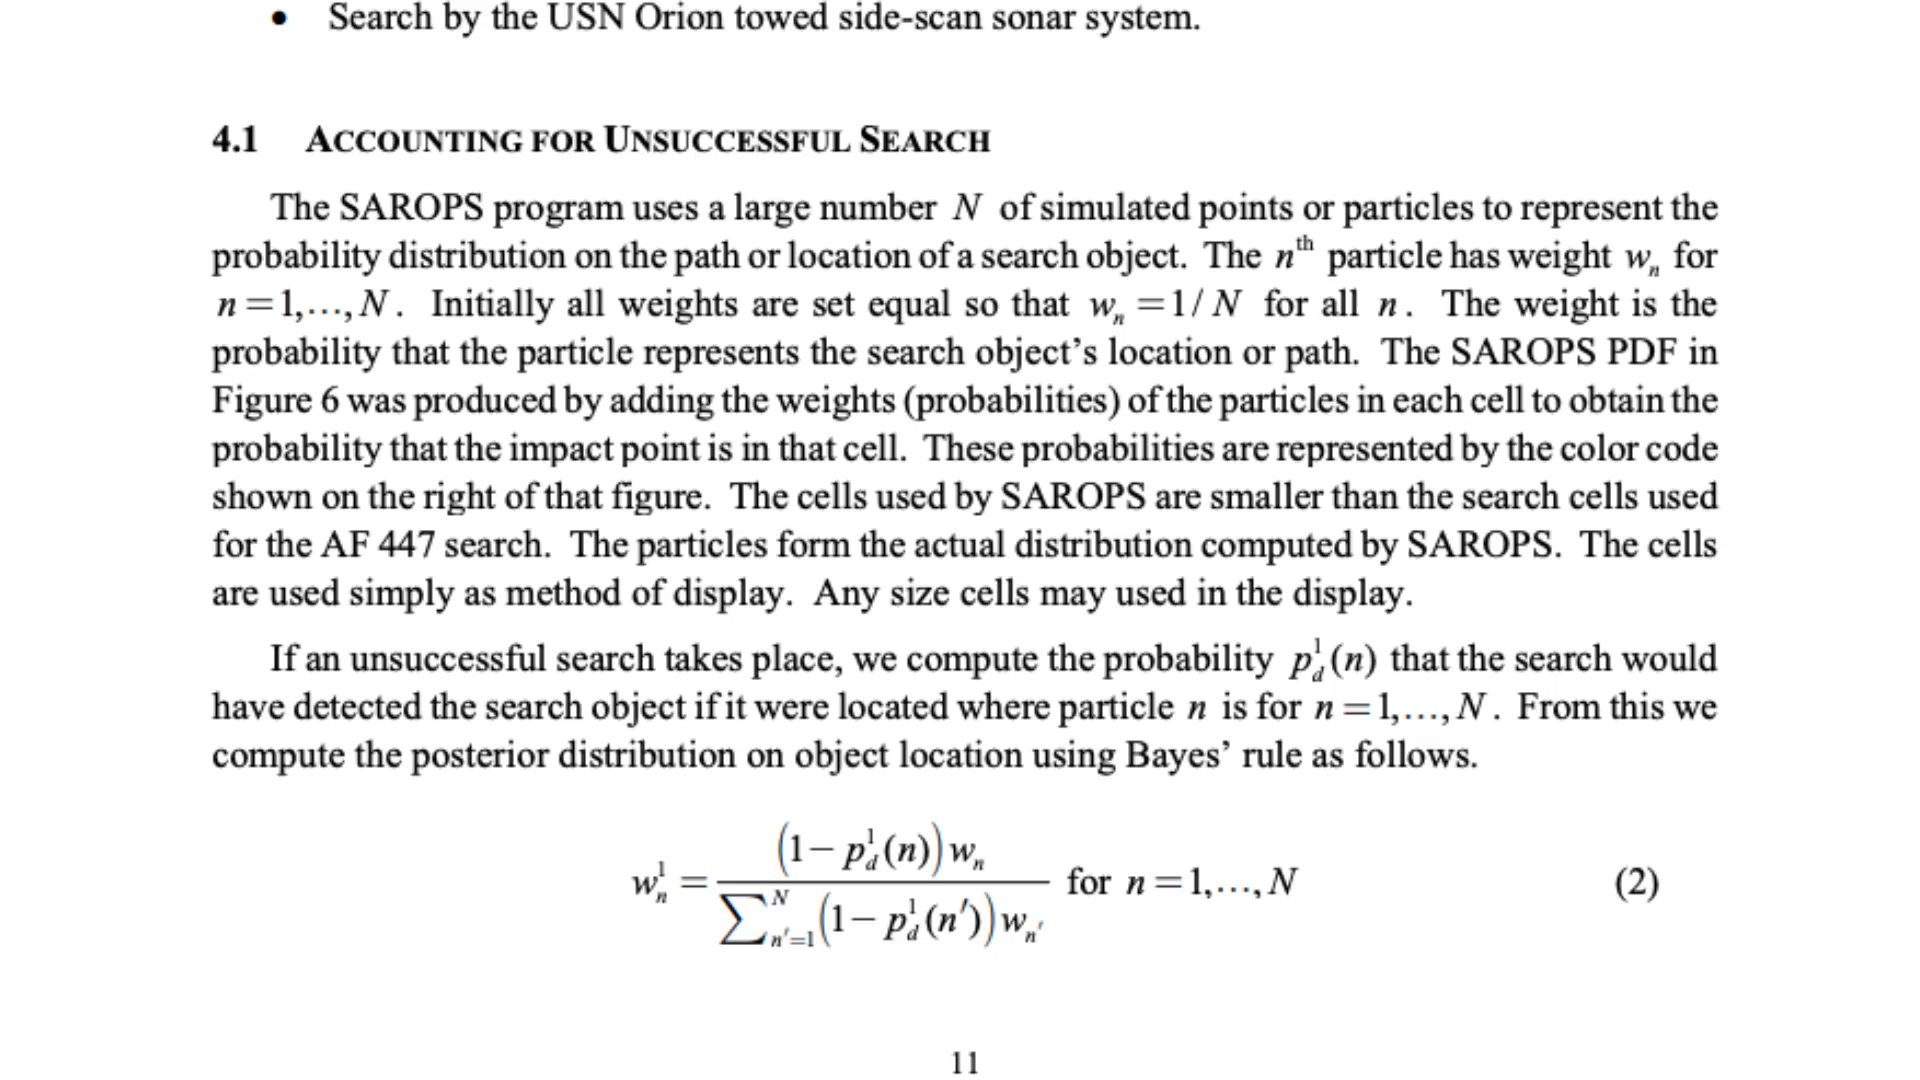 • Search by the USN Orion towed side-scan sonar system.
4.1 ACCOUNTING FOR UNSUCCESSFUL SEARCH
The SAROPS program uses a large number N of simulated points or particles to represent the
probability distribution on the path or location of a search object. The nᵗʰ particle has weight wₙ for
n = 1,…, N. Initially all weights are set equal so that wₙ = 1/ N for all n. The weight is the
probability that the particle represents the search object’s location or path. The SAROPS PDF in
Figure 6 was produced by adding the weights (probabilities) of the particles in each cell to obtain the
probability that the impact point is in that cell. These probabilities are represented by the color code
shown on the right of that figure. The cells used by SAROPS are smaller than the search cells used
for the AF 447 search. The particles form the actual distribution computed by SAROPS. The cells
are used simply as method of display. Any size cells may used in the display.
If an unsuccessful search takes place, we compute the probability p_d^1(n) that the search would
have detected the search object if it were located where particle n is for n = 1,…, N. From this we
compute the posterior distribution on object location using Bayes’ rule as follows.
w_n^1 = (1 − p_d^1(n)) w_n / ∑_{n′=1}^N (1 − p_d^1(n′)) w_{n′} for n = 1,…, N (2)
11